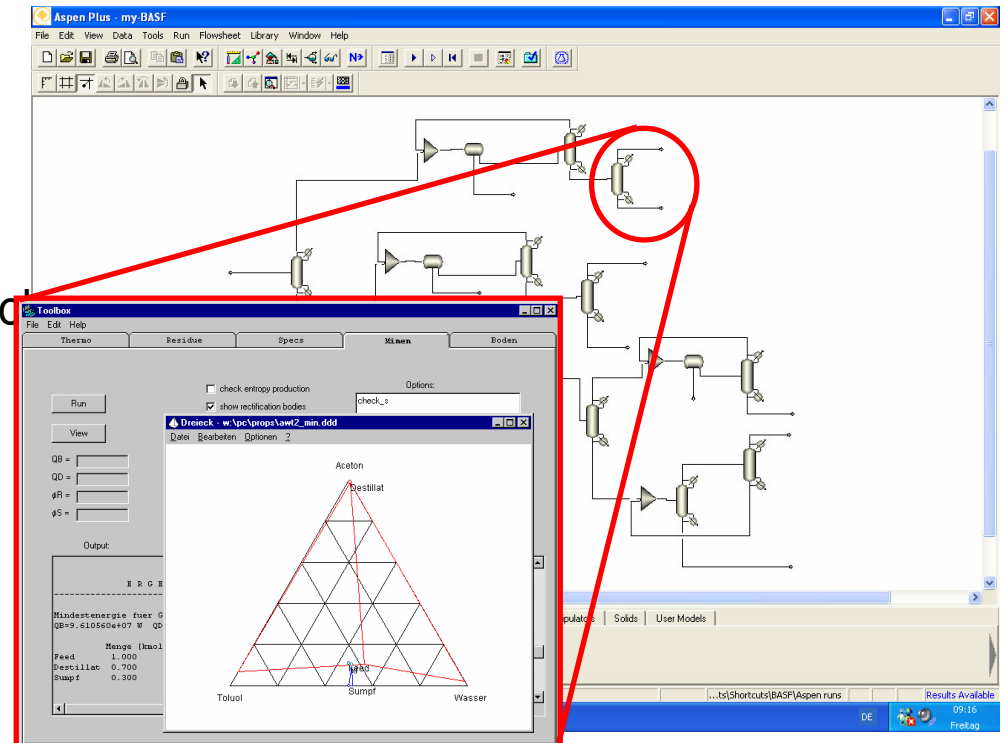 Aspen Plus - my-BASF
File Edit View Data Tools Run Flowsheet Library Window Help
N>
Toolbox
File Edit Help
Thermo Residue Specs Minen Boden
check entropy production
show rectification bodies
Options:
check_s
Run
View
QB =
QD =
φR =
φS =
Output:
E R G E
Mindestenergie fuer G
QB=9.610560e+07 W QD
Menge [kmol
Feed 1.000
Destillat 0.700
Sumpf 0.300
Dreieck - w:\pc\props\awt2_min.ddd
Datei Bearbeiten Optionen ?
Aceton
Destillat
Feed
Sumpf
Toluol
Wasser
Solids User Models
...ts\Shortcuts\BASF\Aspen runs
Results Available
DE
09:16
Freitag